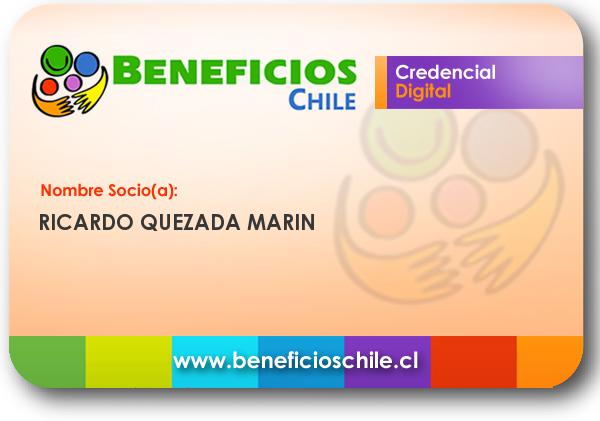 BENEFICIOS
CHILE
Credencial
Digital
Nombre Socio(a):
RICARDO QUEZADA MARIN
www.beneficioschile.cl